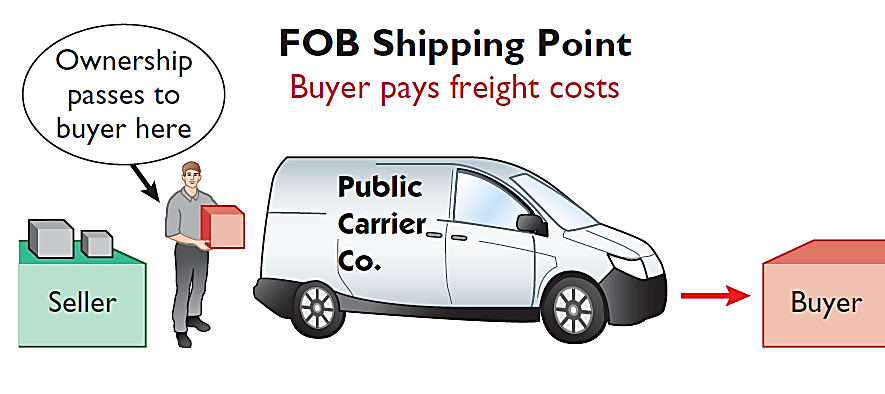 FOB Shipping Point
Buyer pays freight costs
Ownership
passes to
buyer here
Public
Carrier
Co.
Seller
Buyer